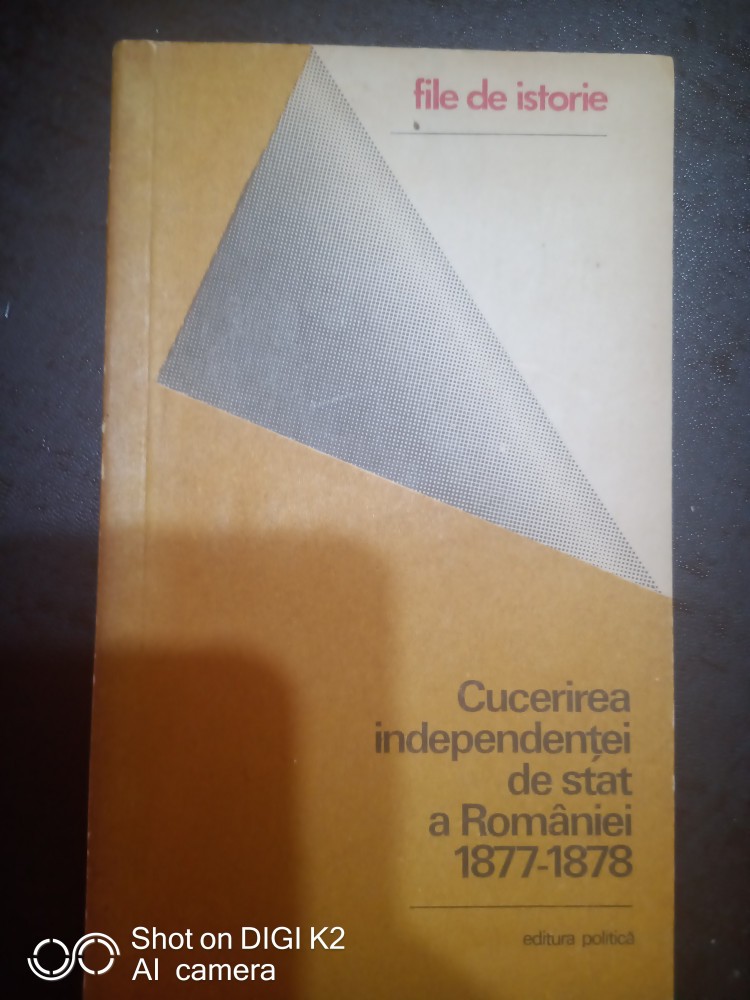 file de istorie
Cucerirea
independenței
de stat
a României
1877-1878
editura politică
Shot on DIGI K2
AI camera